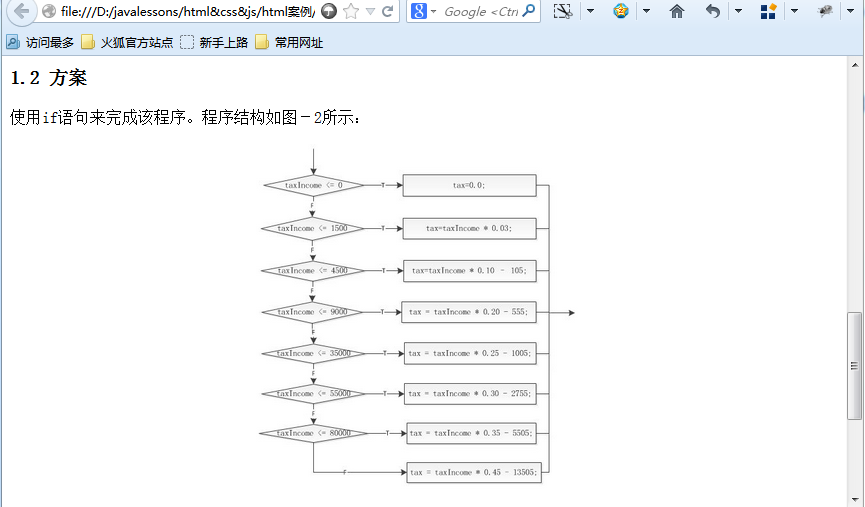 file:///D:/javalessons/html&css&js/html案例/
Google <Ctrl
访问最多 火狐官方站点 新手上路 常用网址
1.2 方案
使用if语句来完成该程序。程序结构如图-2所示:
taxIncome <= 0 T tax=0.0;
F
taxIncome <= 1500 T tax=taxIncome * 0.03;
F
taxIncome <= 4500 T tax=taxIncome * 0.10 - 105;
F
taxIncome <= 9000 T tax = taxIncome * 0.20 - 555;
F
taxIncome <= 35000 T tax = taxIncome * 0.25 - 1005;
F
taxIncome <= 55000 T tax = taxIncome * 0.30 - 2755;
F
taxIncome <= 80000 T tax = taxIncome * 0.35 - 5505;
F tax = taxIncome * 0.45 - 13505;